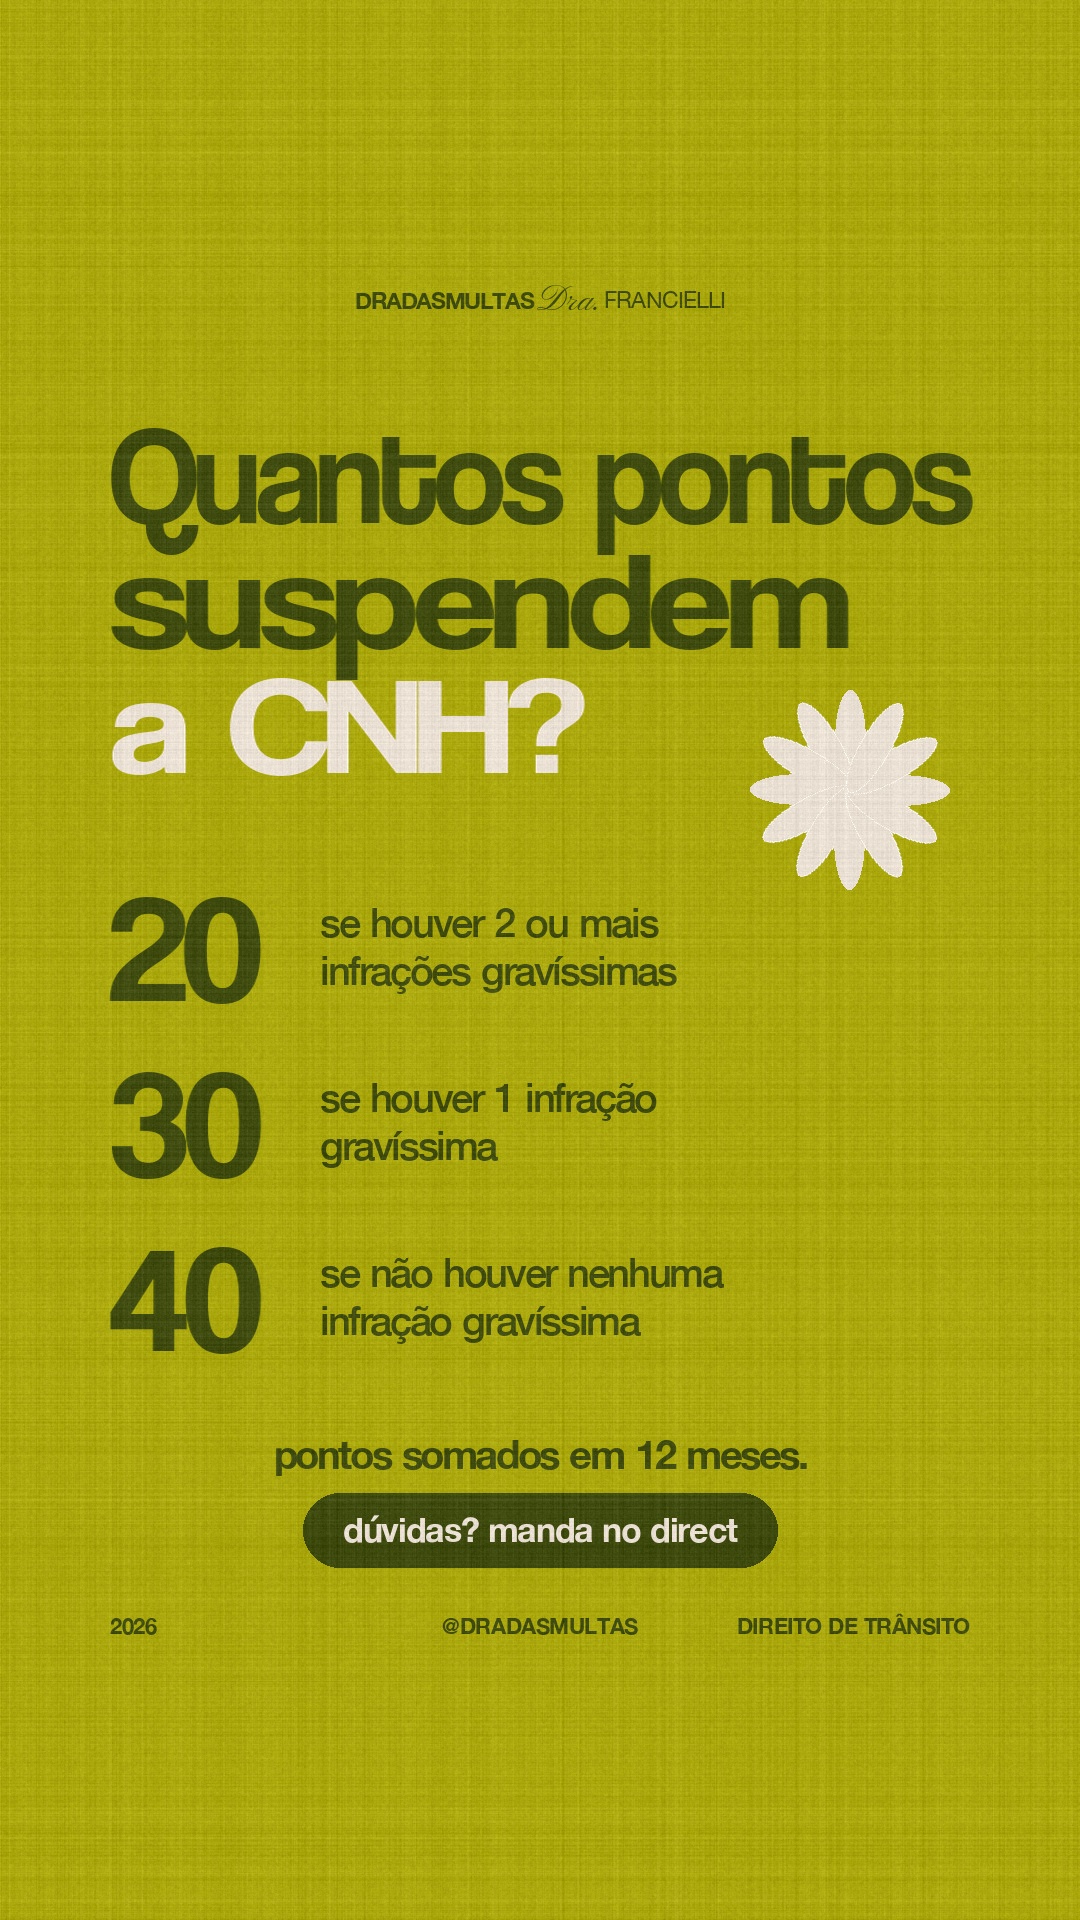 DRADASMULTAS Dra. FRANCIELLI
Quantos pontos
suspendem
a CNH?
20
se houver 2 ou mais
infrações gravíssimas
30
se houver 1 infração
gravíssima
40
se não houver nenhuma
infração gravíssima
pontos somados em 12 meses.
dúvidas? manda no direct
2026 @DRADASMULTAS DIREITO DE TRÂNSITO